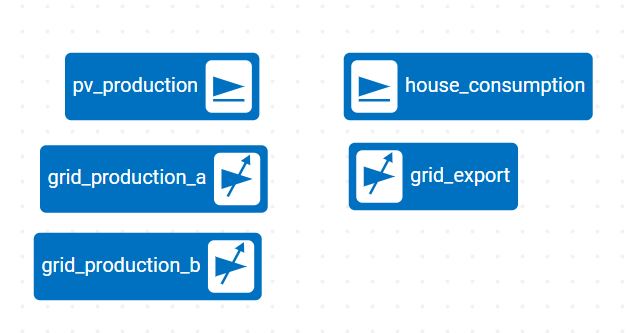 pv_production
house_consumption
grid_production_a
grid_export
grid_production_b